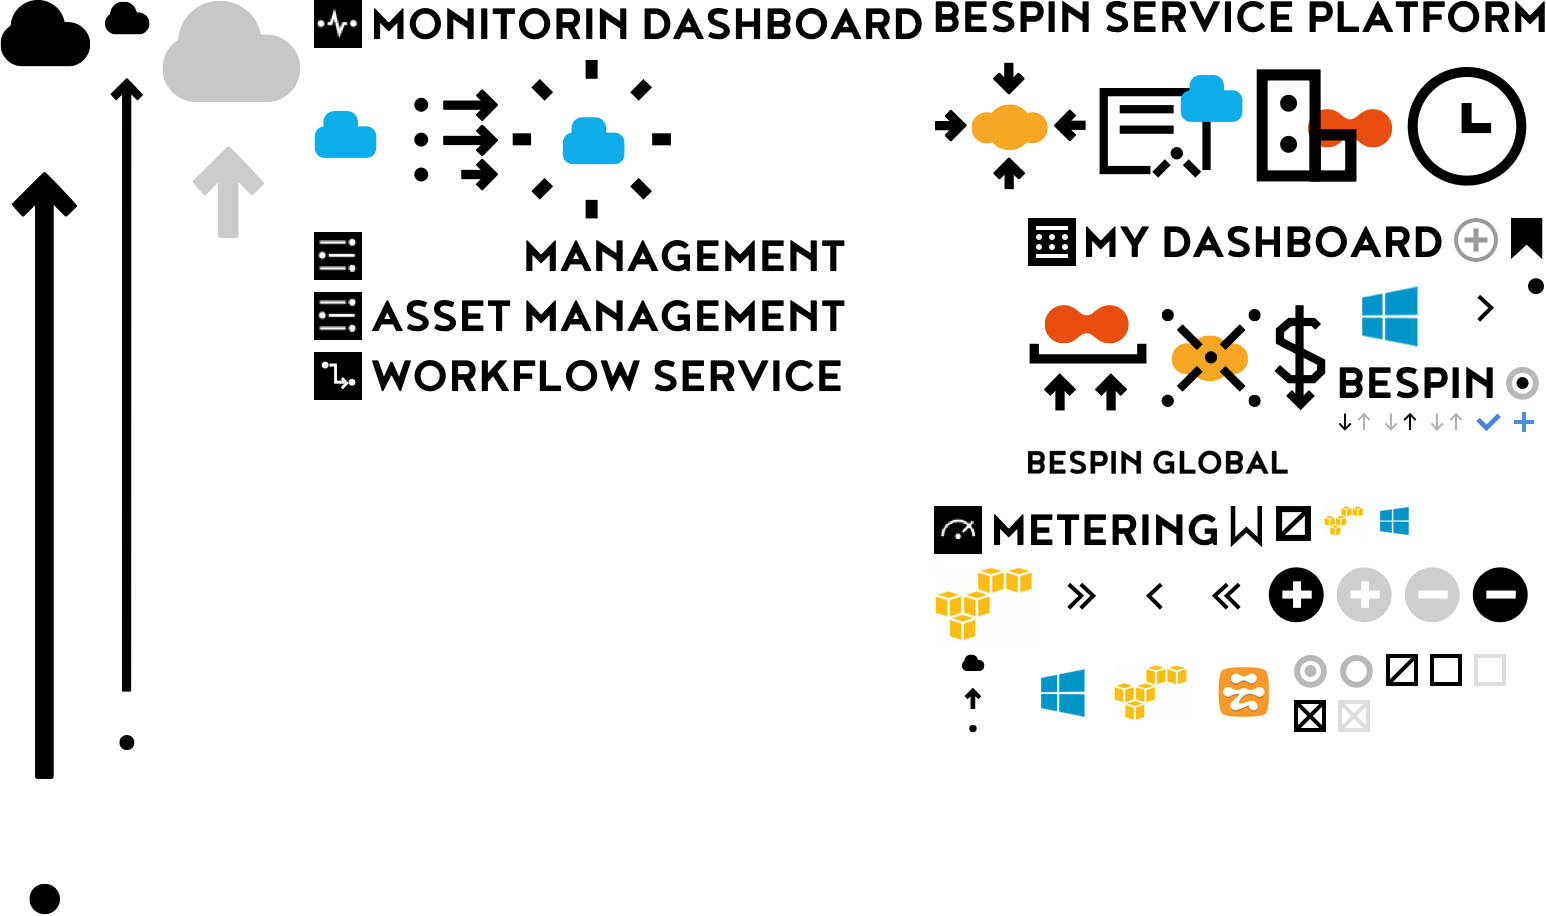 MONITORIN DASHBOARD
BESPIN SERVICE PLATFORM
MANAGEMENT
MY DASHBOARD
ASSET MANAGEMENT
WORKFLOW SERVICE
BESPIN
BESPIN GLOBAL
METERING